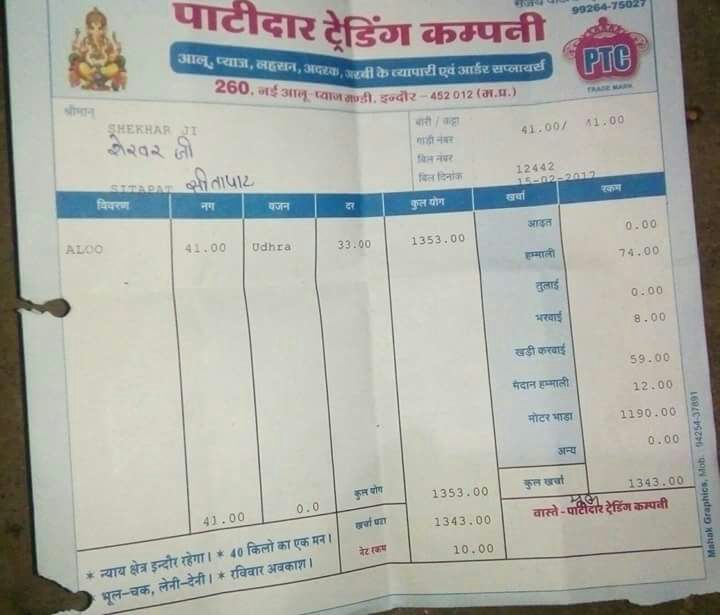 99264-75027
पाटीदार ट्रेडिंग कम्पनी
आलू, प्याज, लहसन, अदरक, अरबी के व्यापारी एवं आर्डर सप्लायर्स
260, नई आलू-प्याज मण्डी, इन्दौर - 452 012 (म.प्र.)
PTC
TRADE MARK
श्रीमान्
SHEKHAR JI
शेखर जी
SITAPAT सीतापाट
बोरी / कट्टा 41.00/ 41.00
गाड़ी नंबर
बिल नंबर 12442
बिल दिनांक 15-02-2017
विवरण नग वजन दर कुल योग खर्चा रकम
ALOO 41.00 Udhra 33.00 1353.00
आड़त 0.00
हम्माली 74.00
तुलाई 0.00
भरवाई 8.00
खड़ी करवाई 59.00
मैदान हम्माली 12.00
मोटर भाड़ा 1190.00
अन्य 0.00
41.00 0.0 कुल योग 1353.00 कुल खर्चा 1343.00
खर्चा घटा 1343.00
नेट रकम 10.00
वास्ते - पाटीदार ट्रेडिंग कम्पनी
* न्याय क्षेत्र इन्दौर रहेगा। * 40 किलो का एक मन।
* भूल-चूक, लेनी-देनी। * रविवार अवकाश।
Mahak Graphics, Mob. 94254-37891